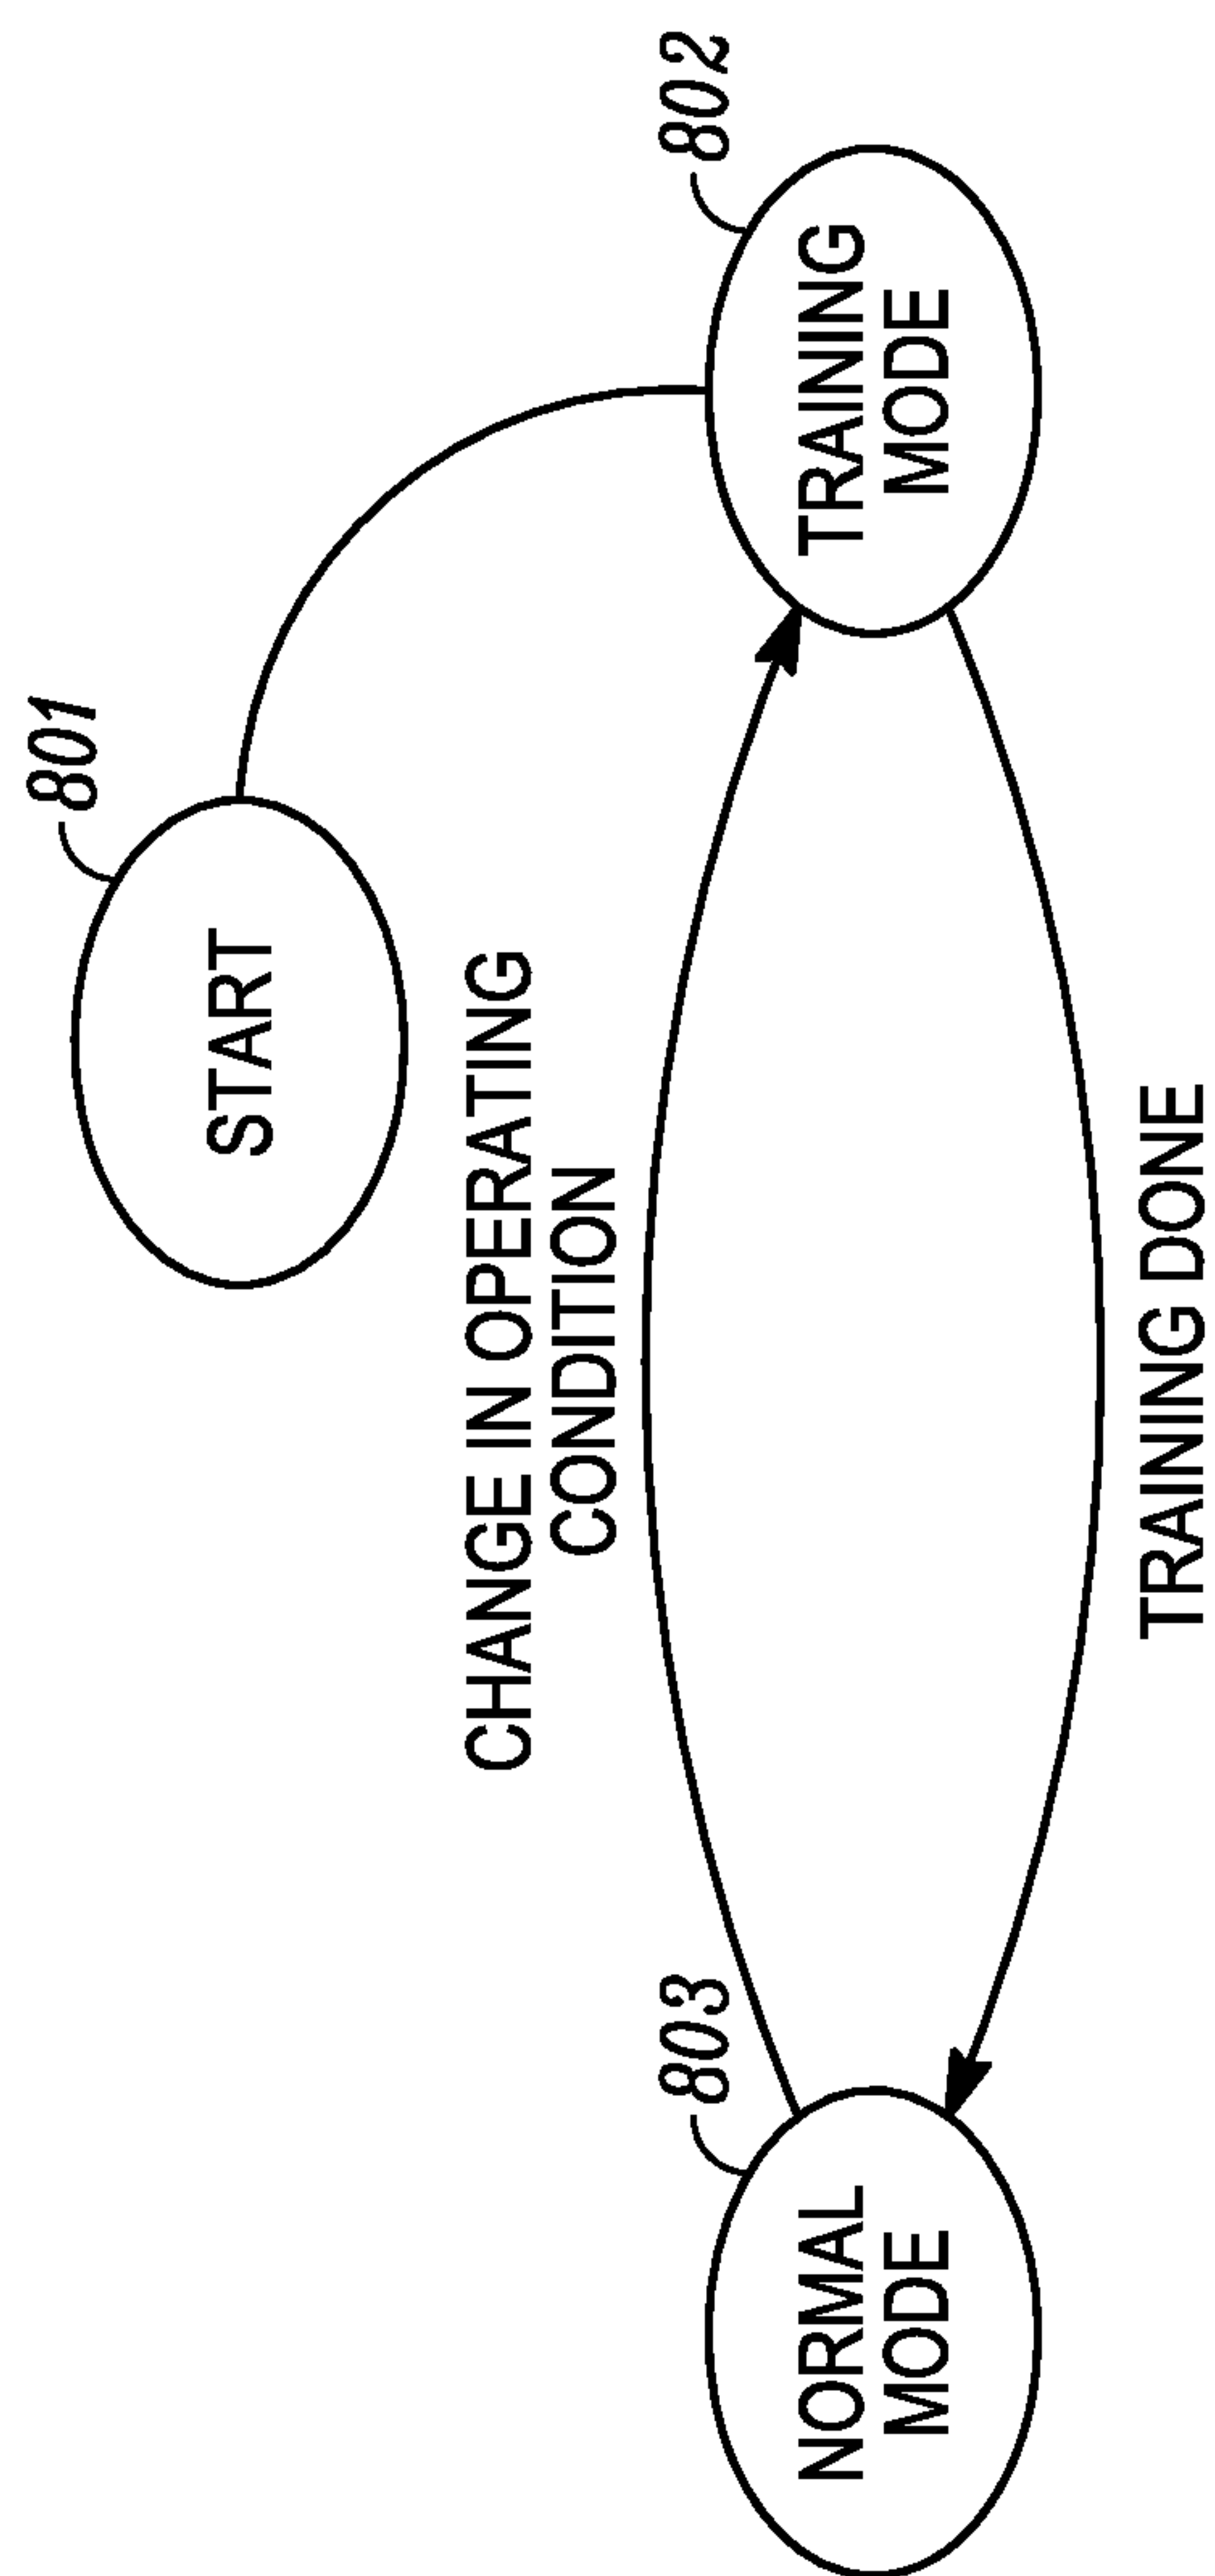 801
START
802
TRAINING
MODE
CHANGE IN OPERATING
CONDITION
803
NORMAL
MODE
TRAINING DONE